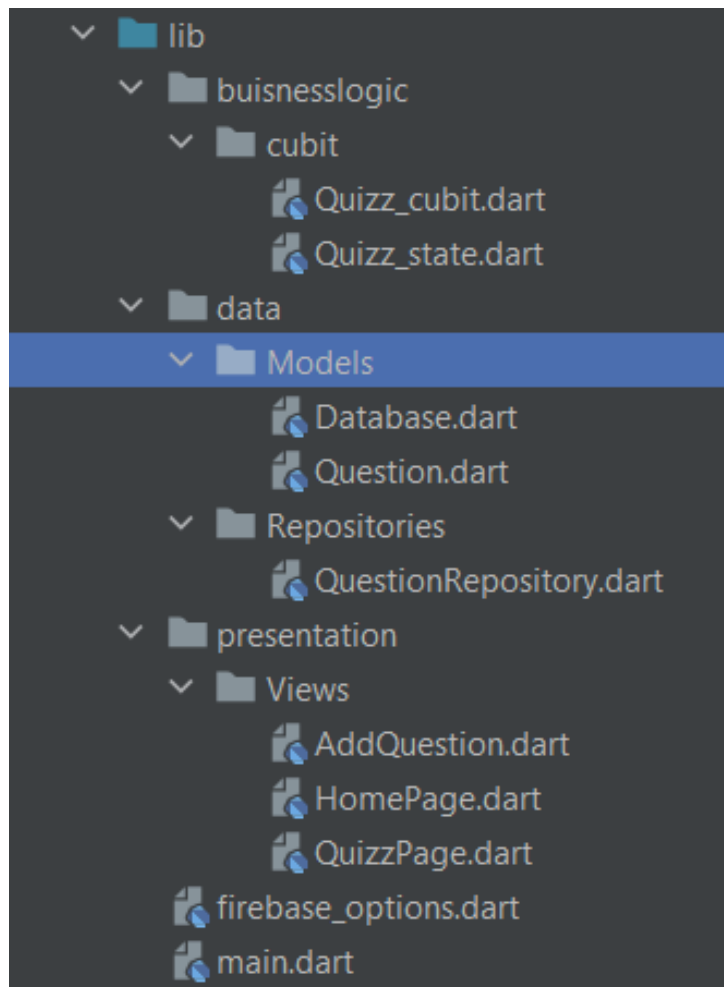 lib
buisnesslogic
cubit
Quizz_cubit.dart
Quizz_state.dart
data
Models
Database.dart
Question.dart
Repositories
QuestionRepository.dart
presentation
Views
AddQuestion.dart
HomePage.dart
QuizzPage.dart
firebase_options.dart
main.dart